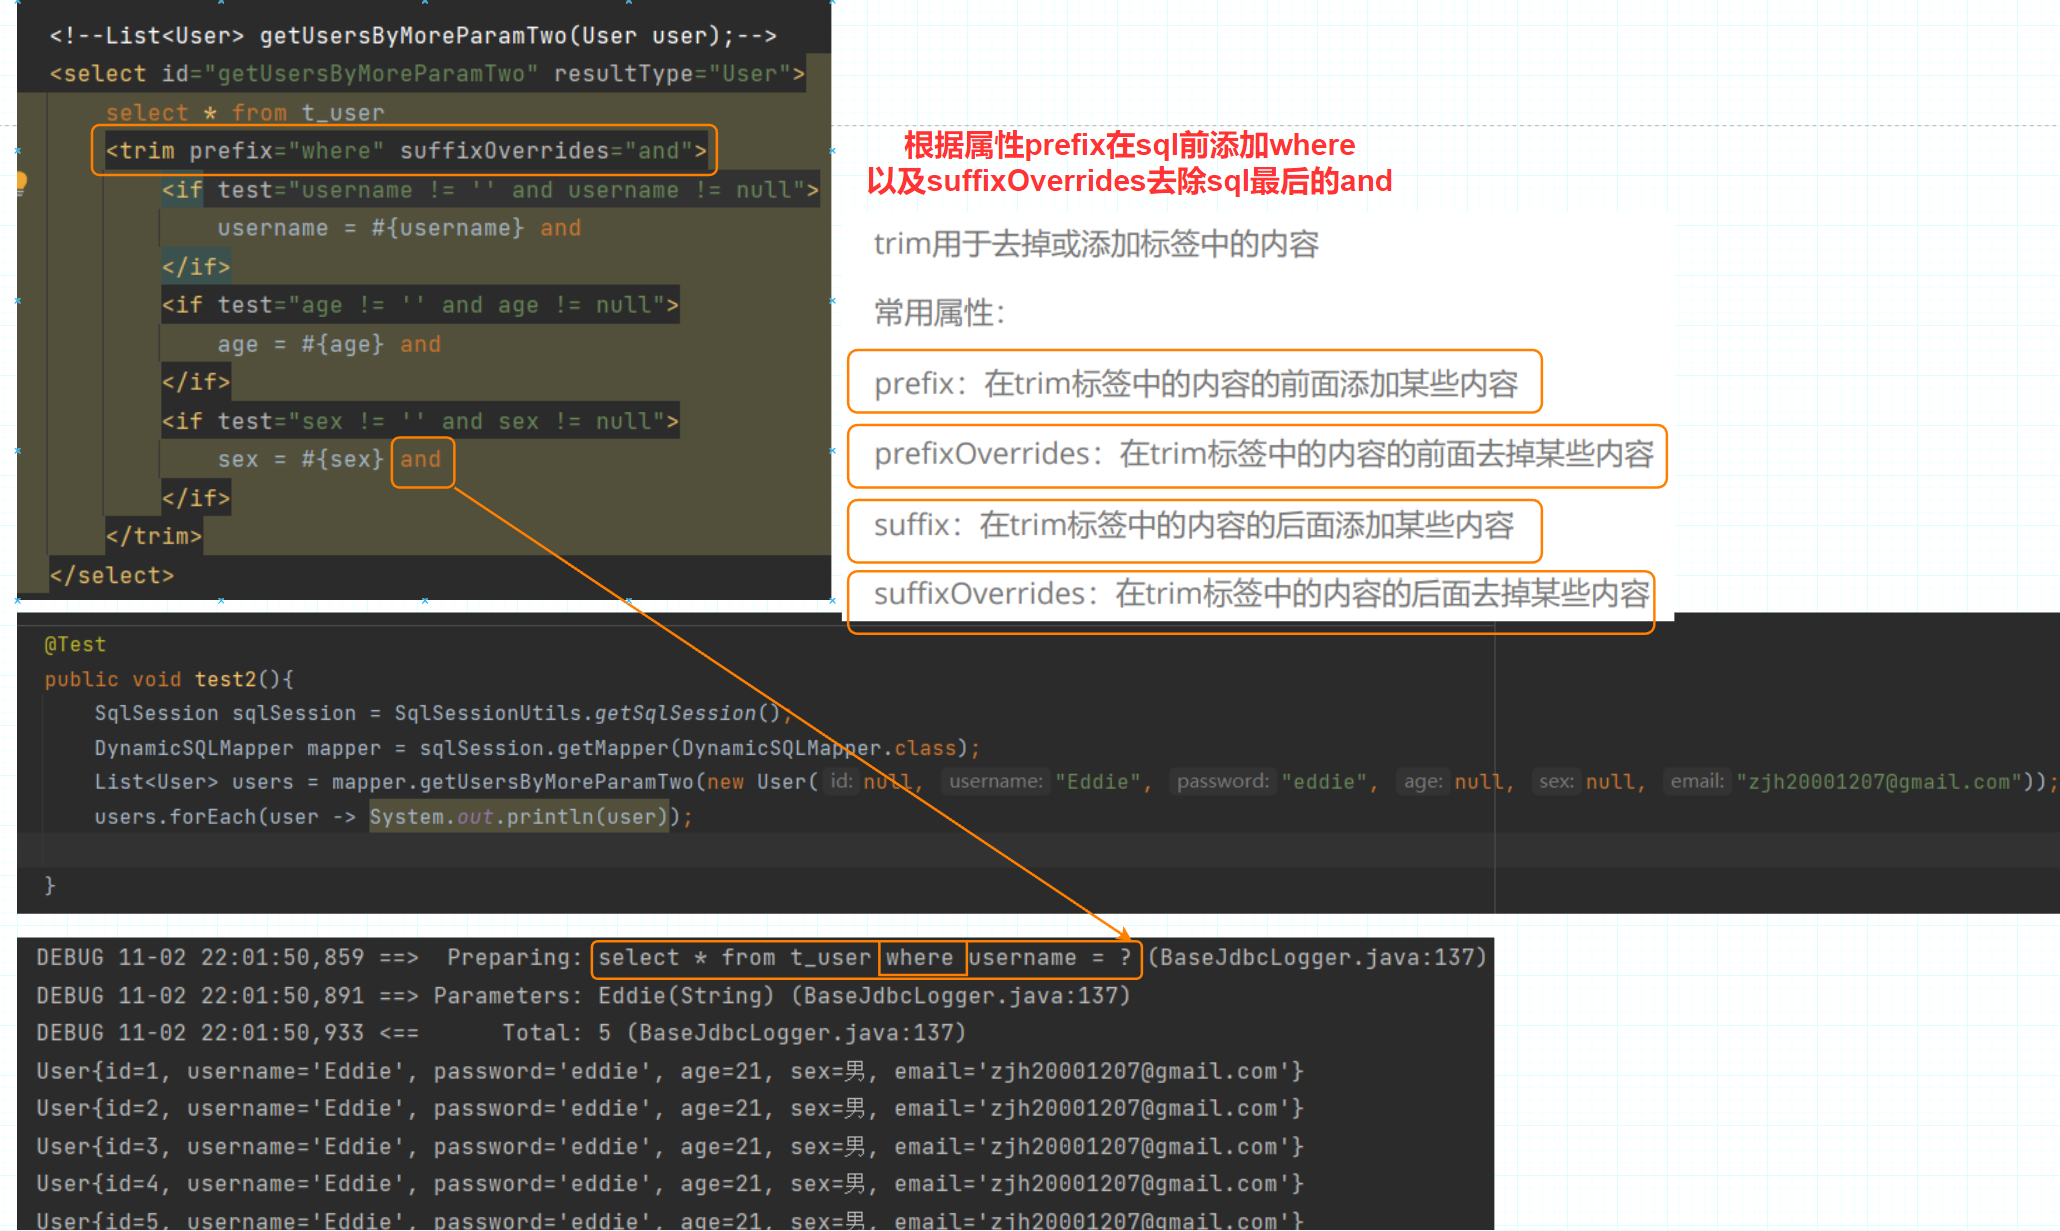 <!--List<User> getUsersByMoreParamTwo(User user);-->
<select id="getUsersByMoreParamTwo" resultType="User">
select * from t_user
<trim prefix="where" suffixOverrides="and">
<if test="username != '' and username != null">
username = #{username} and
</if>
<if test="age != '' and age != null">
age = #{age} and
</if>
<if test="sex != '' and sex != null">
sex = #{sex} and
</if>
</trim>
</select>
根据属性prefix在sql前添加where
以及suffixOverrides去除sql最后的and
trim用于去掉或添加标签中的内容
常用属性：
prefix：在trim标签中的内容的前面添加某些内容
prefixOverrides：在trim标签中的内容的前面去掉某些内容
suffix：在trim标签中的内容的后面添加某些内容
suffixOverrides：在trim标签中的内容的后面去掉某些内容
@Test
public void test2(){
SqlSession sqlSession = SqlSessionUtils.getSqlSession();
DynamicSQLMapper mapper = sqlSession.getMapper(DynamicSQLMapper.class);
List<User> users = mapper.getUsersByMoreParamTwo(new User( id: null, username: "Eddie", password: "eddie", age: null, sex: null, email: "zjh20001207@gmail.com"));
users.forEach(user -> System.out.println(user));
}
DEBUG 11-02 22:01:50,859 ==>  Preparing: select * from t_user where username = ? (BaseJdbcLogger.java:137)
DEBUG 11-02 22:01:50,891 ==> Parameters: Eddie(String) (BaseJdbcLogger.java:137)
DEBUG 11-02 22:01:50,933 <==      Total: 5 (BaseJdbcLogger.java:137)
User{id=1, username='Eddie', password='eddie', age=21, sex=男, email='zjh20001207@gmail.com'}
User{id=2, username='Eddie', password='eddie', age=21, sex=男, email='zjh20001207@gmail.com'}
User{id=3, username='Eddie', password='eddie', age=21, sex=男, email='zjh20001207@gmail.com'}
User{id=4, username='Eddie', password='eddie', age=21, sex=男, email='zjh20001207@gmail.com'}
User{id=5, username='Eddie', password='eddie', age=21, sex=男, email='zjh20001207@gmail.com'}